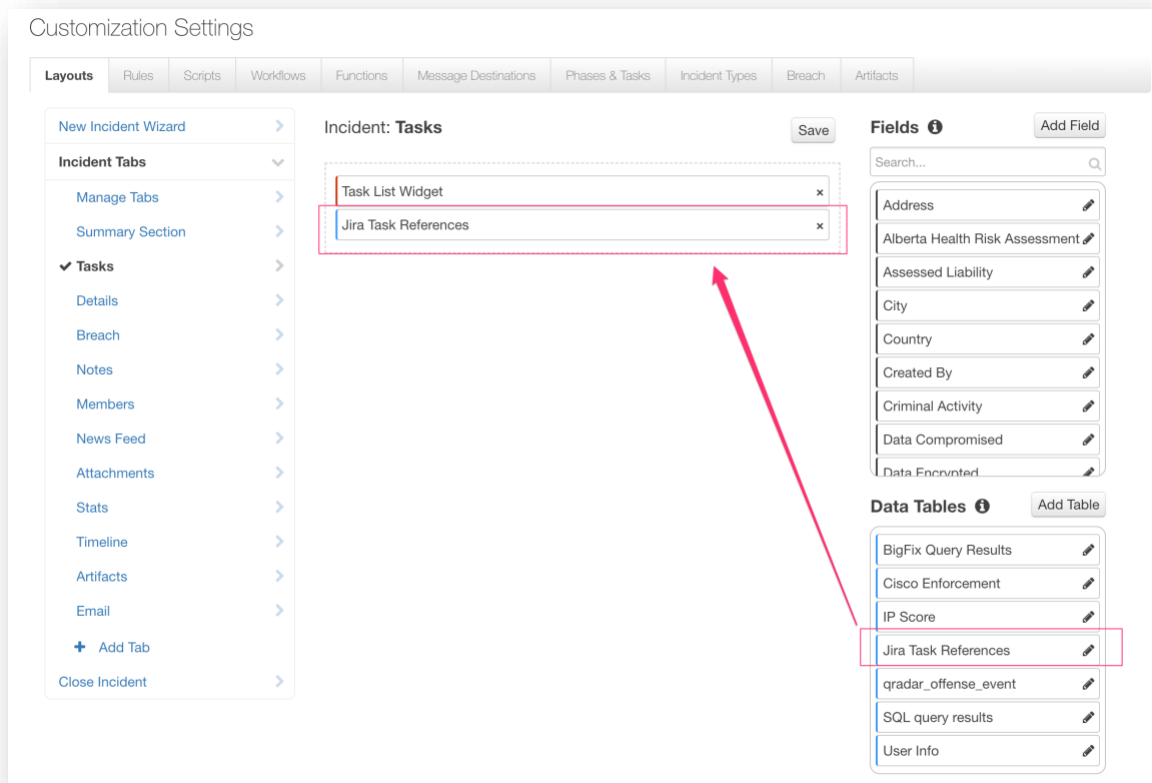 Customization Settings
Layouts
Rules
Scripts
Workflows
Functions
Message Destinations
Phases & Tasks
Incident Types
Breach
Artifacts
New Incident Wizard
Incident Tabs
Manage Tabs
Summary Section
Tasks
Details
Breach
Notes
Members
News Feed
Attachments
Stats
Timeline
Artifacts
Email
Add Tab
Close Incident
Incident: Tasks
Save
Task List Widget
Jira Task References
Fields
Add Field
Search...
Address
Alberta Health Risk Assessment
Assessed Liability
City
Country
Created By
Criminal Activity
Data Compromised
Data Encrypted
Data Tables
Add Table
BigFix Query Results
Cisco Enforcement
IP Score
Jira Task References
qradar_offense_event
SQL query results
User Info